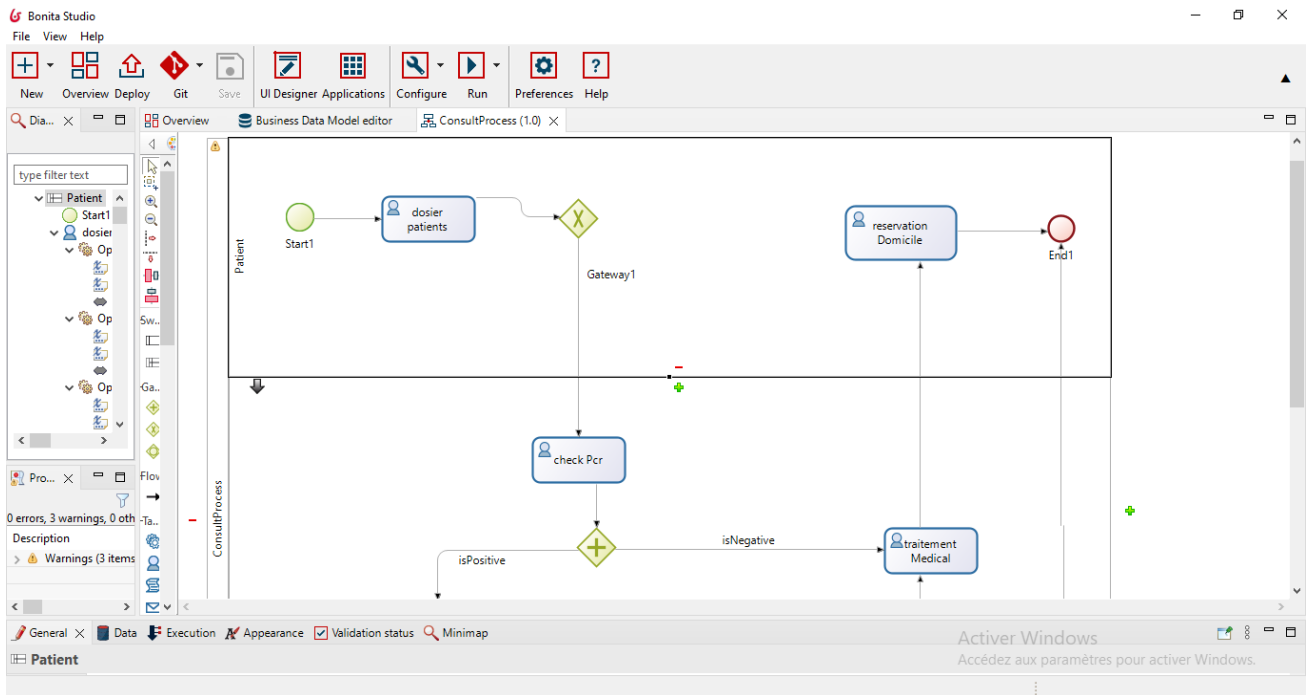 Bonita Studio
File View Help
New Overview Deploy Git Save UI Designer Applications Configure Run Preferences Help
Dia... Overview Business Data Model editor ConsultProcess (1.0)
type filter text
Patient
Start1
dosier
Op
Op
Op
Sw..
Ga..
Flov
-Ta..
Pro...
0 errors, 3 warnings, 0 oth
Description
Warnings (3 items
ConsultProcess
Patient
Start1
dosier
patients
Gateway1
reservation
Domicile
End1
check Pcr
isPositive
isNegative
traitement
Medical
General Data Execution Appearance Validation status Minimap
Patient
Activer Windows
Accédez aux paramètres pour activer Windows.